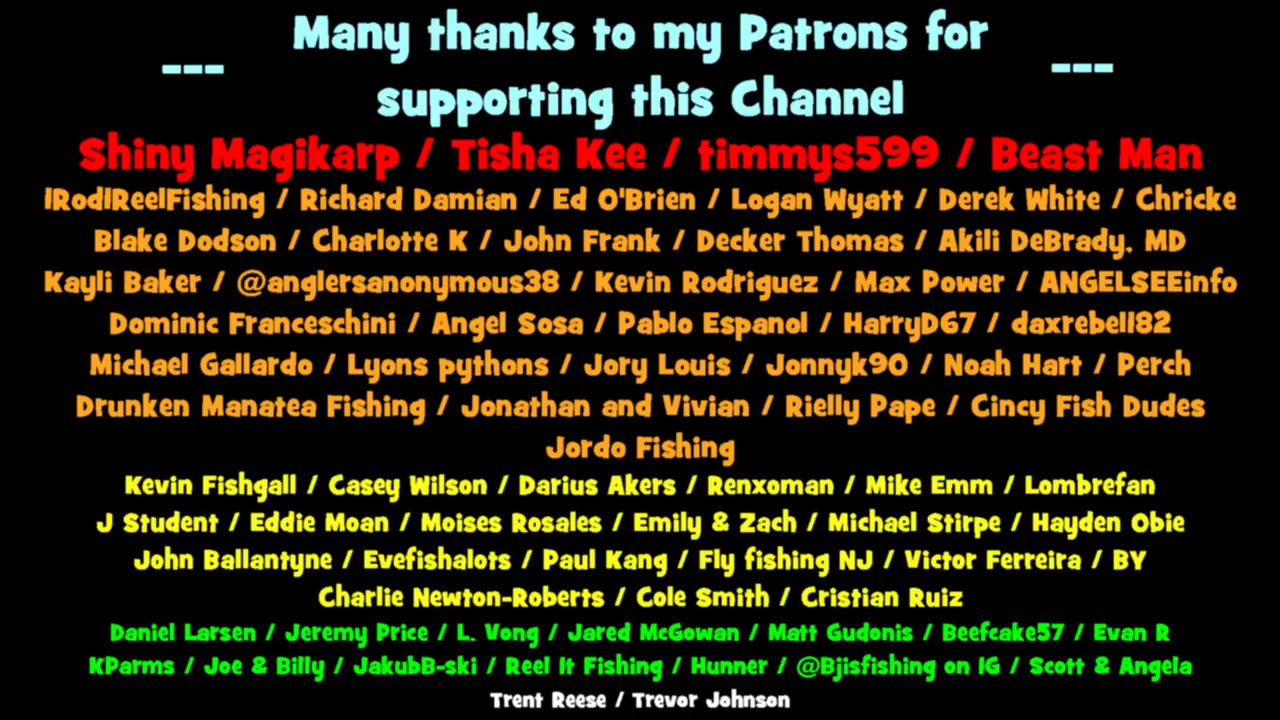 Many thanks to my Patrons for
--- supporting this Channel ---
Shiny Magikarp / Tisha Kee / timmys599 / Beast Man
IRodIReelFishing / Richard Damian / Ed O'Brien / Logan Wyatt / Derek White / Chricke
Blake Dodson / Charlotte K / John Frank / Decker Thomas / Akili DeBrady, MD
Kayli Baker / @anglersanonymous38 / Kevin Rodriguez / Max Power / ANGELSEEinfo
Dominic Franceschini / Angel Sosa / Pablo Espanol / HarryD67 / daxrebel182
Michael Gallardo / Lyons pythons / Jory Louis / Jonnyk90 / Noah Hart / Perch
Drunken Manatea Fishing / Jonathan and Vivian / Rielly Pape / Cincy Fish Dudes
Jordo Fishing
Kevin Fishgall / Casey Wilson / Darius Akers / Renxoman / Mike Emm / Lombrefan
J Student / Eddie Moan / Moises Rosales / Emily & Zach / Michael Stirpe / Hayden Obie
John Ballantyne / Evefishalots / Paul Kang / Fly fishing NJ / Victor Ferreira / BY
Charlie Newton-Roberts / Cole Smith / Cristian Ruiz
Daniel Larsen / Jeremy Price / L. Vong / Jared McGowan / Matt Gudonis / Beefcake57 / Evan R
KParms / Joe & Billy / JakubB-ski / Reel It Fishing / Hunner / @Bjisfishing on IG / Scott & Angela
Trent Reese / Trevor Johnson